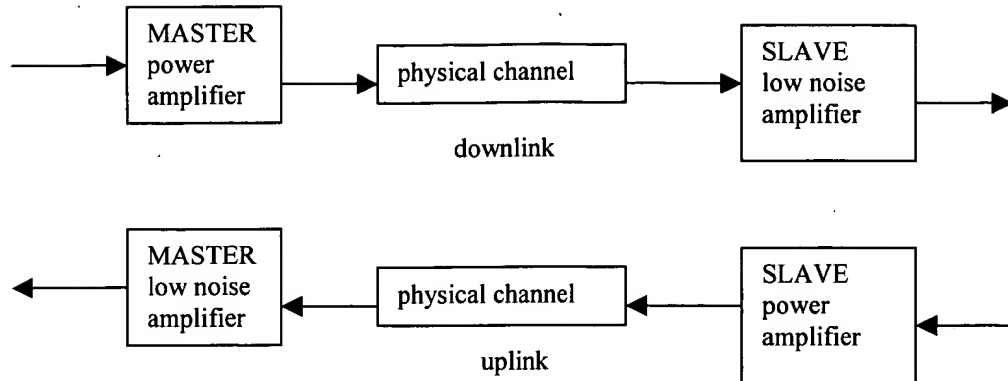 MASTER
power
amplifier
physical channel
SLAVE
low noise
amplifier
downlink
MASTER
low noise
amplifier
physical channel
SLAVE
power
amplifier
uplink